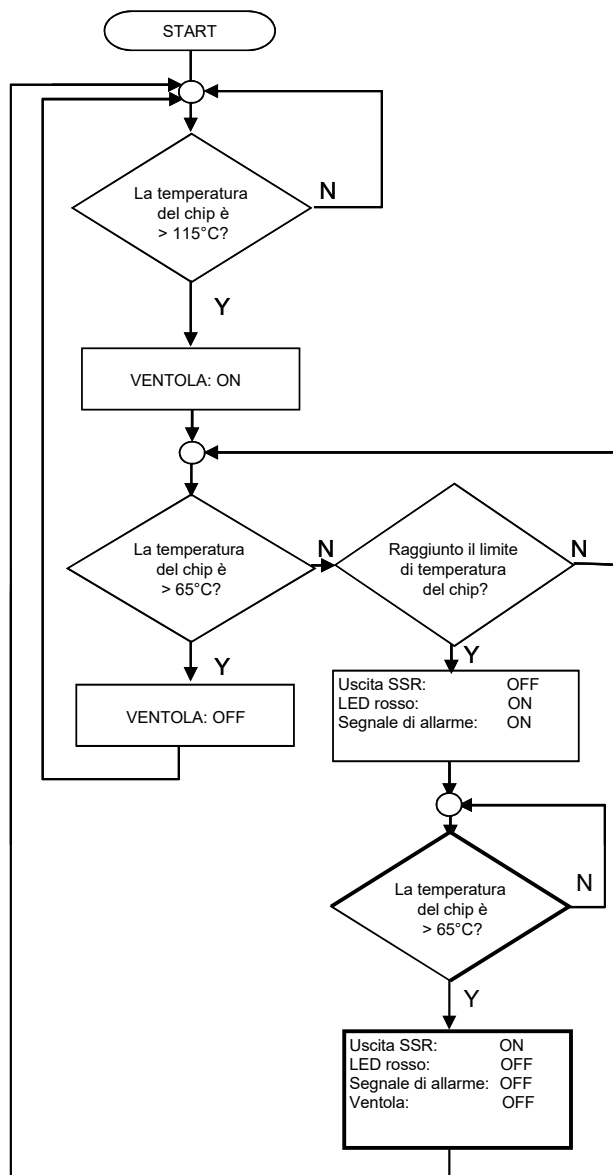 START
La temperatura
del chip è
> 115°C?
N
Y
VENTOLA: ON
La temperatura
del chip è
> 65°C?
N
Raggiunto il limite
di temperatura
del chip?
N
Y
Y
VENTOLA: OFF
Uscita SSR: OFF
LED rosso: ON
Segnale di allarme: ON
La temperatura
del chip è
> 65°C?
N
Y
Uscita SSR: ON
LED rosso: OFF
Segnale di allarme: OFF
Ventola: OFF